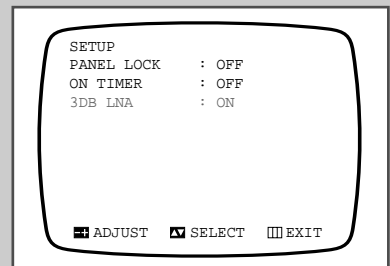 SETUP
PANEL LOCK : OFF
ON TIMER : OFF
3DB LNA : ON
ADJUST SELECT EXIT